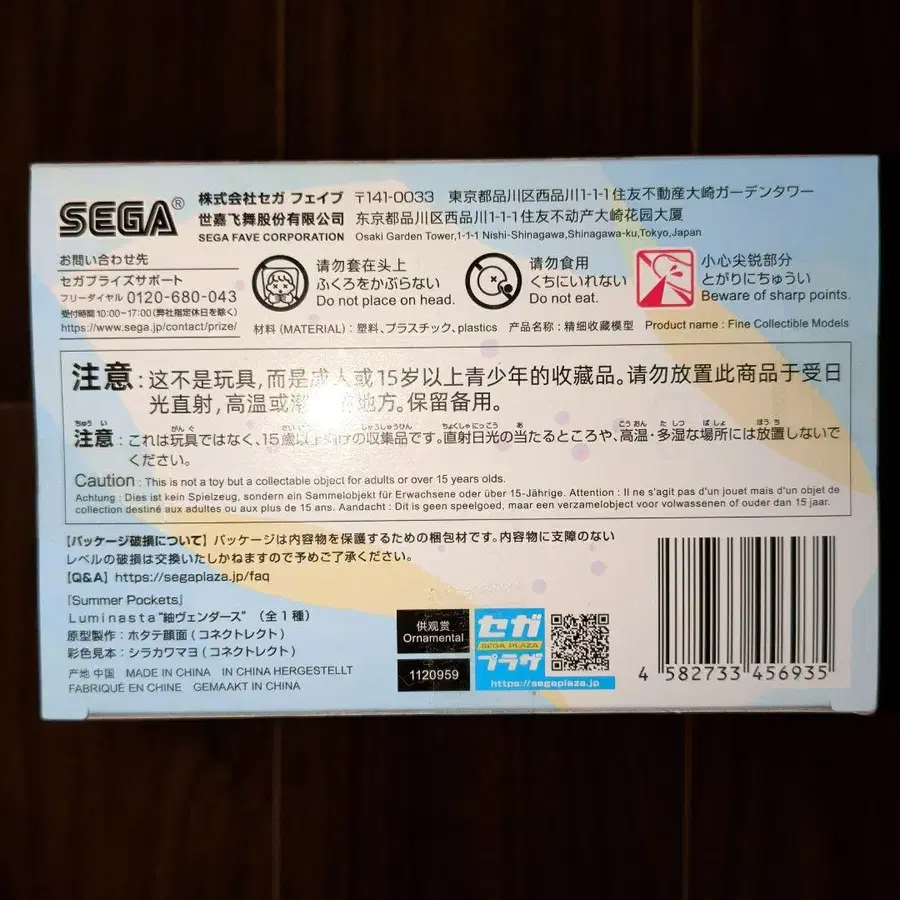 SEGA®
株式会社セガ フェイブ 〒141-0033 東京都品川区西品川1-1-1住友不動産大崎ガーデンタワー
世嘉飞舞股份有限公司 东京都品川区西品川1-1-1住友不动产大崎花园大厦
SEGA FAVE CORPORATION Osaki Garden Tower,1-1-1 Nishi-Shinagawa,Shinagawa-ku,Tokyo,Japan
お問い合わせ先
セガプライズサポート
フリーダイヤル 0120-680-043
受付時間10:00~17:00(弊社指定休日を除く)
https://www.sega.jp/contact/prize/
请勿套在头上
ふくろをかぶらない
Do not place on head.
请勿食用
くちにいれない
Do not eat.
小心尖锐部分
とがりにちゅうい
Beware of sharp points.
材料 (MATERIAL) : 塑料、プラスチック、plastics 产品名称 : 精细收藏模型 Product name : Fine Collectible Models
注意 : 这不是玩具,而是成人或15岁以上青少年的收藏品。请勿放置此商品于受日
光直射,高温或 地方。保留备用。
注意 : これは玩具ではなく、15歳以上 の収集品です。直射日光の当たるところや、高温・多湿な場所には放置しないで
ください。
Caution : This is not a toy but a collectable object for adults or over 15 years old.
Achtung : Dies ist kein Spielzeug, sondern ein Sammelobjekt für Erwachsene oder über 15-Jährige. Attention : Il ne s'agit pas d'un jouet mais d'un objet de
collection destiné aux adultes ou aux plus de 15 ans. Aandacht : Dit is geen speelgoed, maar een verzamelobject voor volwassenen of ouder dan 15 jaar.
【パッケージ破損について】パッケージは内容物を保護するための梱包材です。内容物に支障のない
レベルの破損は交換いたしかねますので予めご了承ください。
【Q&A】https://segaplaza.jp/faq
『Summer Pockets』
Luminasta“紬ヴェンダース” (全1種)
原型製作 : ホタテ顔面 (コネクトレクト)
彩色見本 : シラカワマヨ (コネクトレクト)
产地 中国 MADE IN CHINA IN CHINA HERGESTELLT
FABRIQUÉ EN CHINE GEMAAKT IN CHINA
供观赏
Ornamental
1120959
セガ
SEGA PLAZA
プラザ
https://segaplaza.jp
4 582733 456935